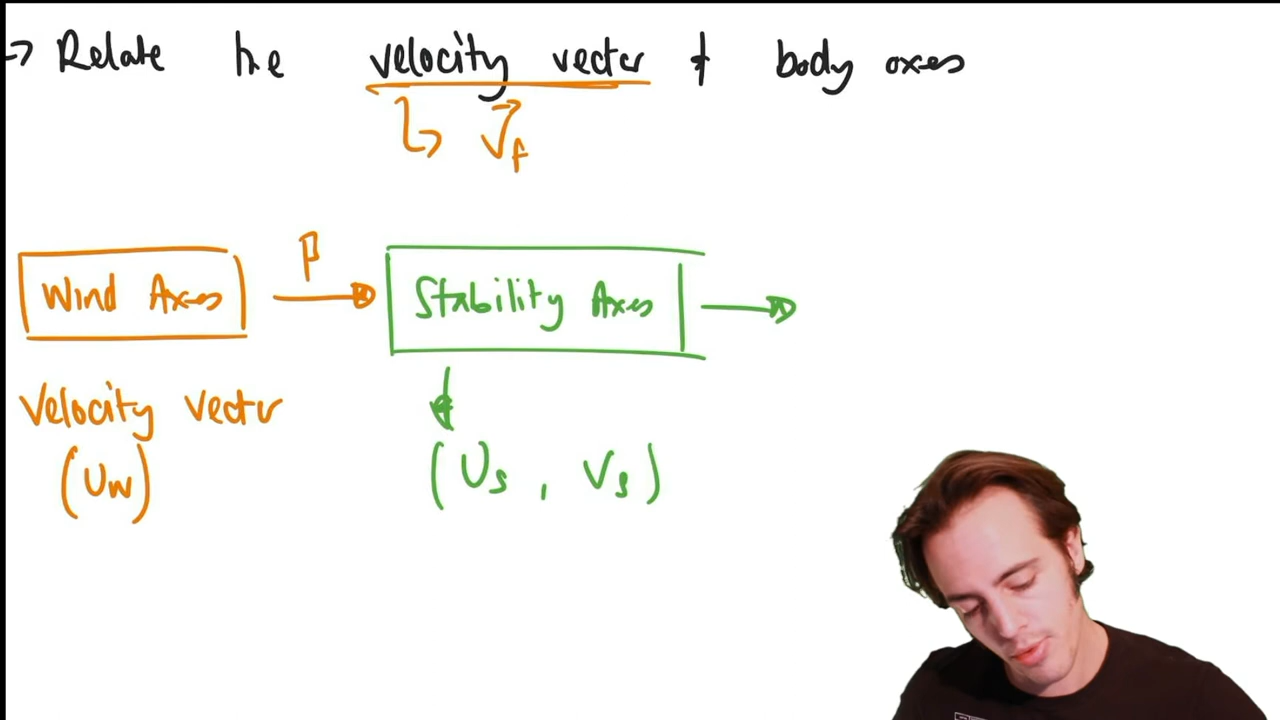 → Relate the velocity vector & body axes
↳ V⃗f
β
Wind Axes → Stability Axes →
Velocity vector
(Uw)
(Us, Vs)